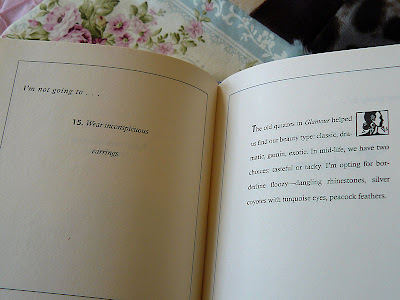 I'm not going to . . .
15. Wear inconspicuous
earrings.
The old quizzes in Glamour helped
us find our beauty type: classic, dra-
matic, gamin, exotic. In mid-life, we have two
choices: tasteful or tacky. I'm opting for bor-
derline floozy—dangling rhinestones, silver
coyotes with turquoise eyes, peacock feathers.